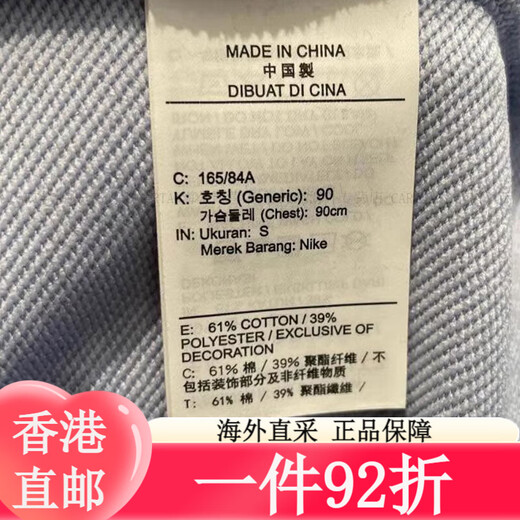 MADE IN CHINA
中国製
DIBUAT DI CINA
C: 165/84A
K: 호칭 (Generic): 90
가슴둘레 (Chest): 90cm
IN: Ukuran: S
Merek Barang: Nike
E: 61% COTTON / 39%
POLYESTER / EXCLUSIVE OF
DECORATION
C: 61% 棉 / 39% 聚酯纤维 / 不
包括装饰部分及非纤维物质
T: 61% 棉 / 39% 聚酯纖維 /
香港
直邮
海外直采 正品保障
一件92折